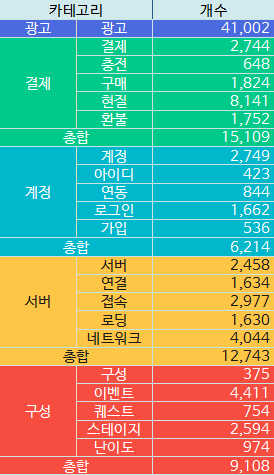 카테고리 개수
광고 광고 41,002
결제 결제 2,744
충전 648
구매 1,824
현질 8,141
환불 1,752
총합 15,109
계정 계정 2,749
아이디 423
연동 844
로그인 1,662
가입 536
총합 6,214
서버 서버 2,458
연결 1,634
접속 2,977
로딩 1,630
네트워크 4,044
총합 12,743
구성 구성 375
이벤트 4,411
퀘스트 754
스테이지 2,594
난이도 974
총합 9,108